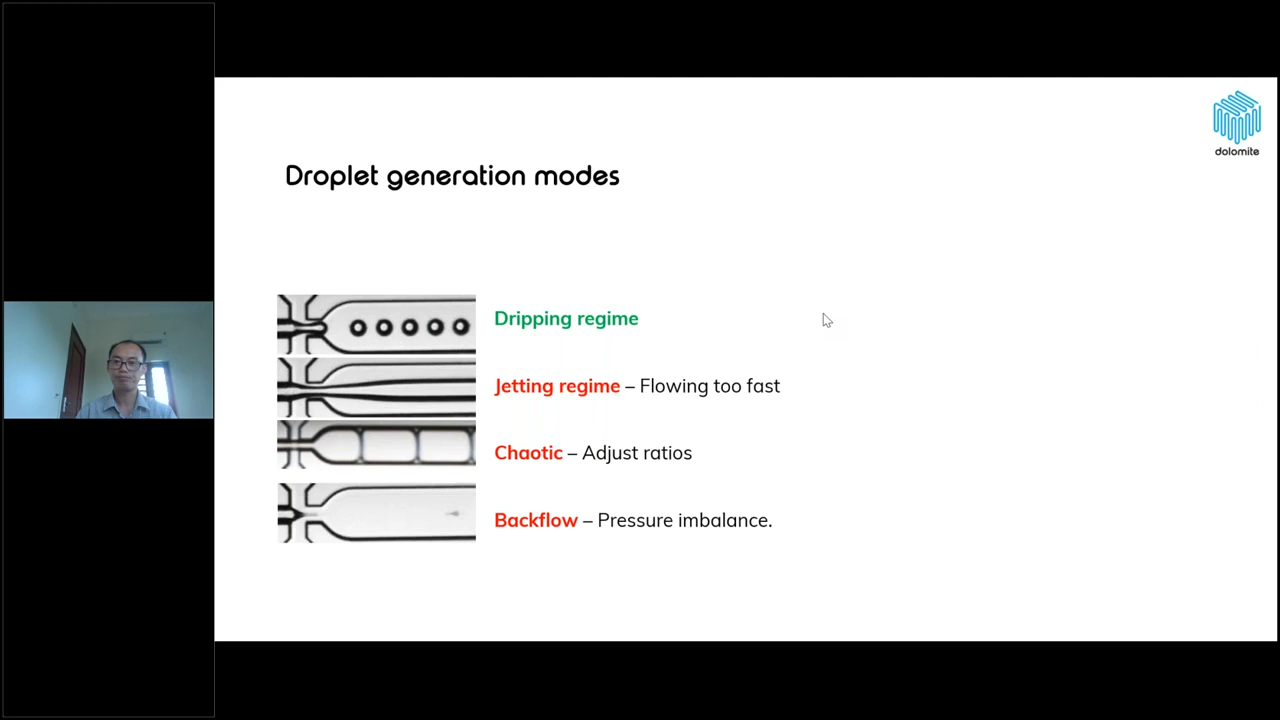 dolomite
Droplet generation modes
Dripping regime
Jetting regime – Flowing too fast
Chaotic – Adjust ratios
Backflow – Pressure imbalance.